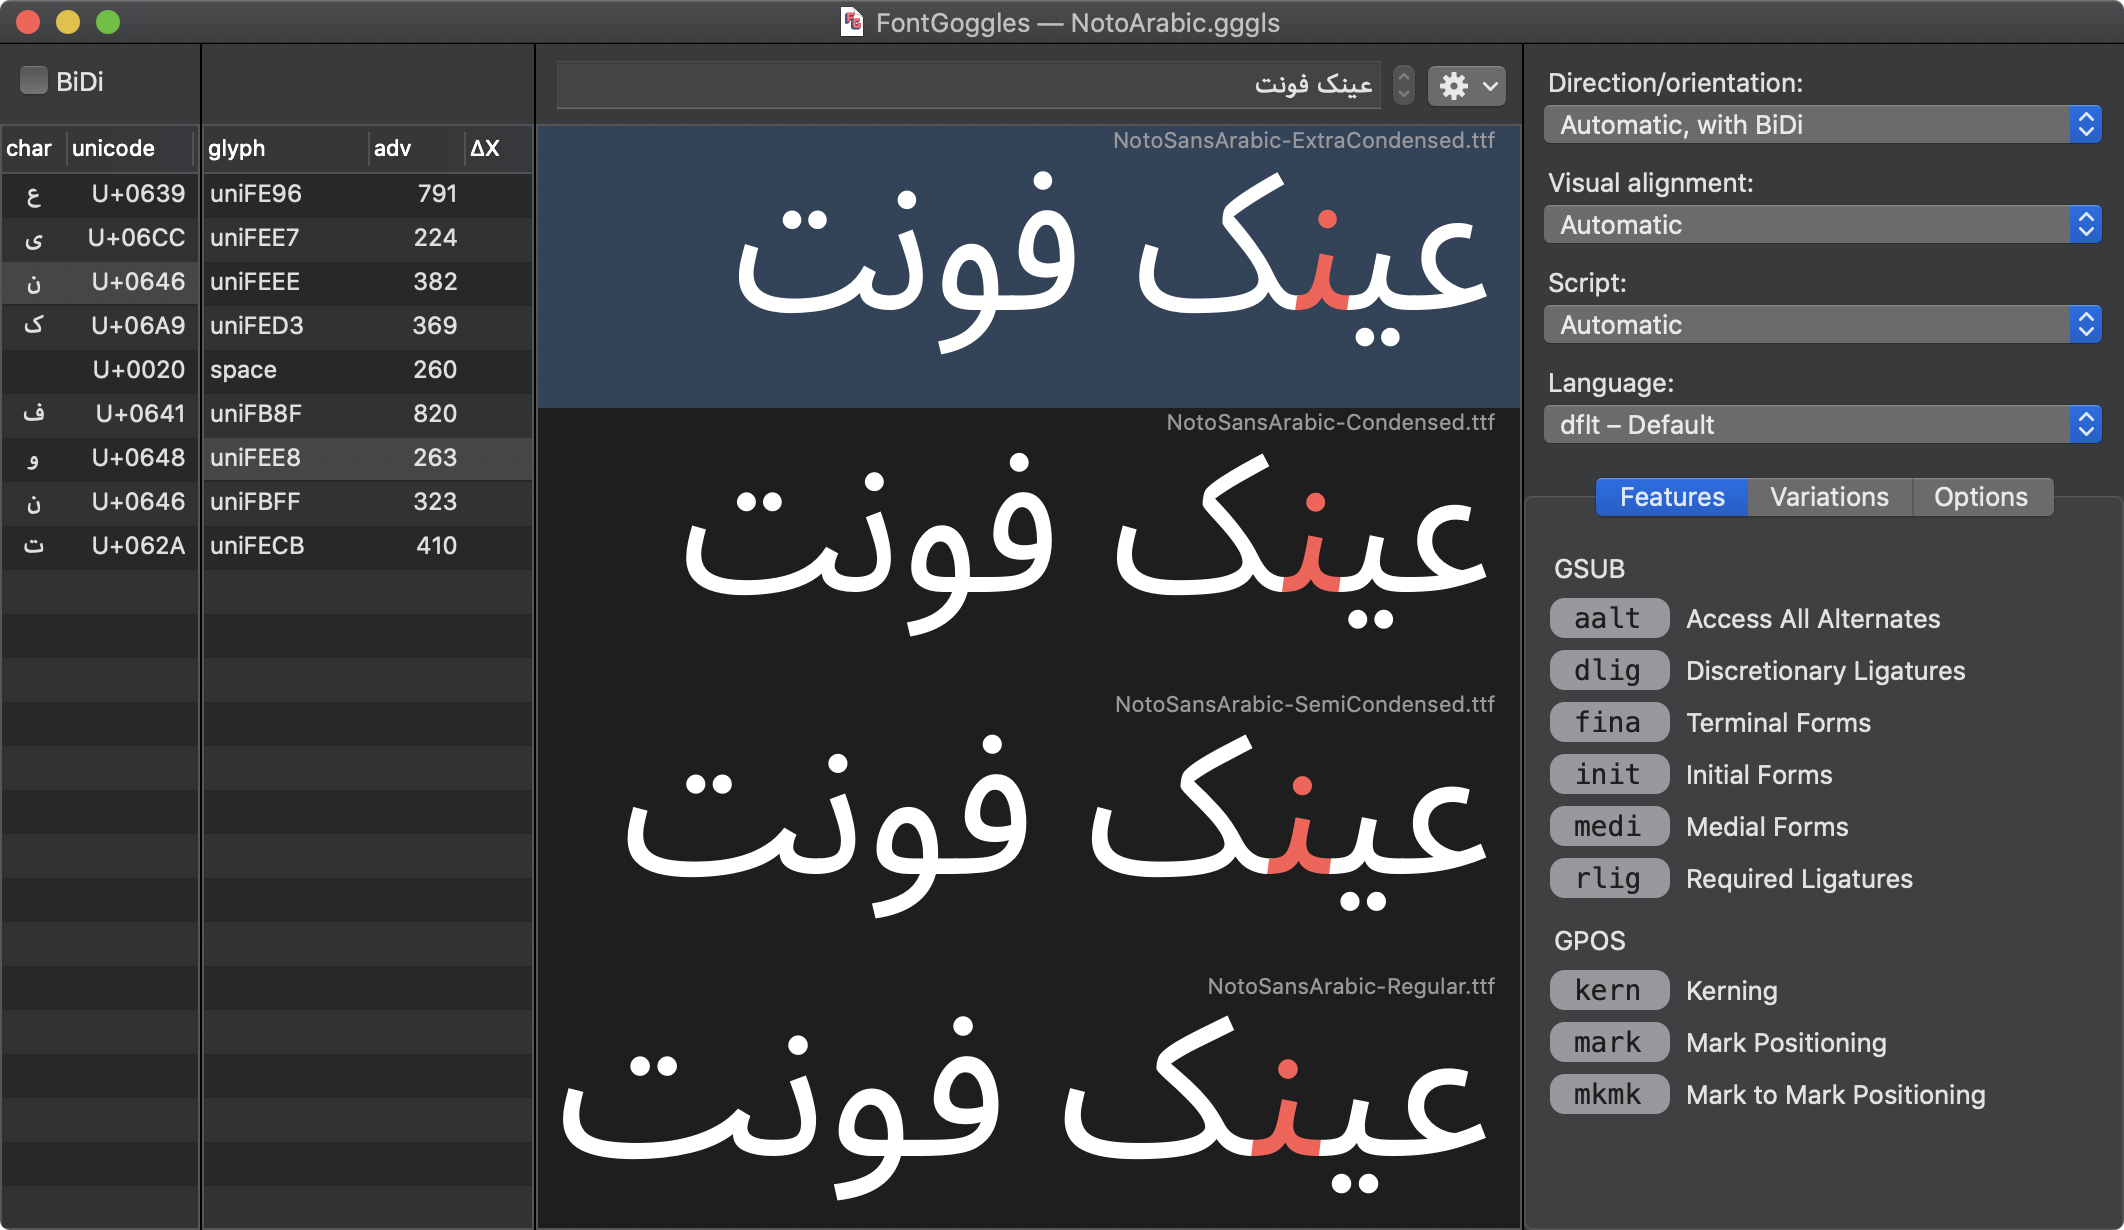 FontGoggles — NotoArabic.gggls
BiDi
char unicode
ع U+0639
ی U+06CC
ن U+0646
ک U+06A9
U+0020
ف U+0641
و U+0648
ن U+0646
ت U+062A
glyph adv ΔX
uniFE96 791
uniFEE7 224
uniFEEE 382
uniFED3 369
space 260
uniFB8F 820
uniFEE8 263
uniFBFF 323
uniFECB 410
عینک فونت
NotoSansArabic-ExtraCondensed.ttf
عینک فونت
NotoSansArabic-Condensed.ttf
عینک فونت
NotoSansArabic-SemiCondensed.ttf
عینک فونت
NotoSansArabic-Regular.ttf
عینک فونت
Direction/orientation:
Automatic, with BiDi
Visual alignment:
Automatic
Script:
Automatic
Language:
dflt – Default
Features Variations Options
GSUB
aalt Access All Alternates
dlig Discretionary Ligatures
fina Terminal Forms
init Initial Forms
medi Medial Forms
rlig Required Ligatures
GPOS
kern Kerning
mark Mark Positioning
mkmk Mark to Mark Positioning